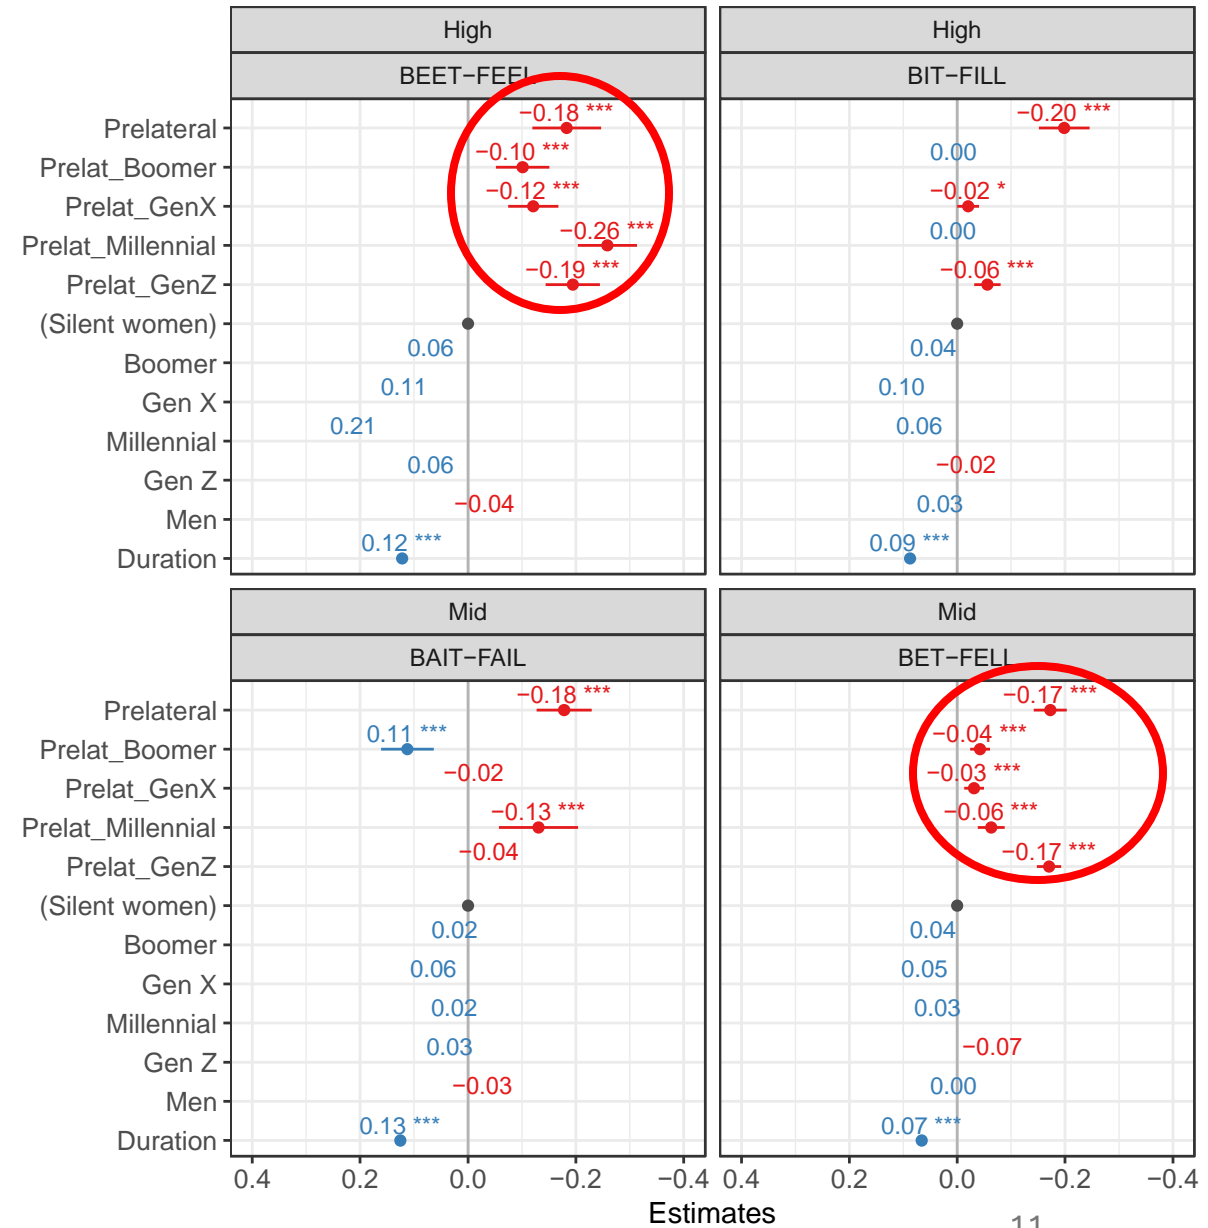 High
BEET−FEEL
Prelateral
−0.18 ***
Prelat_Boomer
−0.10 ***
Prelat_GenX
−0.12 ***
Prelat_Millennial
−0.26 ***
Prelat_GenZ
−0.19 ***
(Silent women)
Boomer
0.06
Gen X
0.11
Millennial
0.21
Gen Z
0.06
Men
−0.04
Duration
0.12 ***
High
BIT−FILL
−0.20 ***
0.00
−0.02 *
0.00
−0.06 ***
0.04
0.10
0.06
−0.02
0.03
0.09 ***
Mid
BAIT−FAIL
Prelateral
−0.18 ***
Prelat_Boomer
0.11 ***
Prelat_GenX
−0.02
Prelat_Millennial
−0.13 ***
Prelat_GenZ
−0.04
(Silent women)
Boomer
0.02
Gen X
0.06
Millennial
0.02
Gen Z
0.03
Men
−0.03
Duration
0.13 ***
0.4 0.2 0.0 −0.2 −0.4
Mid
BET−FELL
−0.17 ***
−0.04 ***
−0.03 ***
−0.06 ***
−0.17 ***
0.04
0.05
0.03
−0.07
0.00
0.07 ***
0.4 0.2 0.0 −0.2 −0.4
Estimates
11